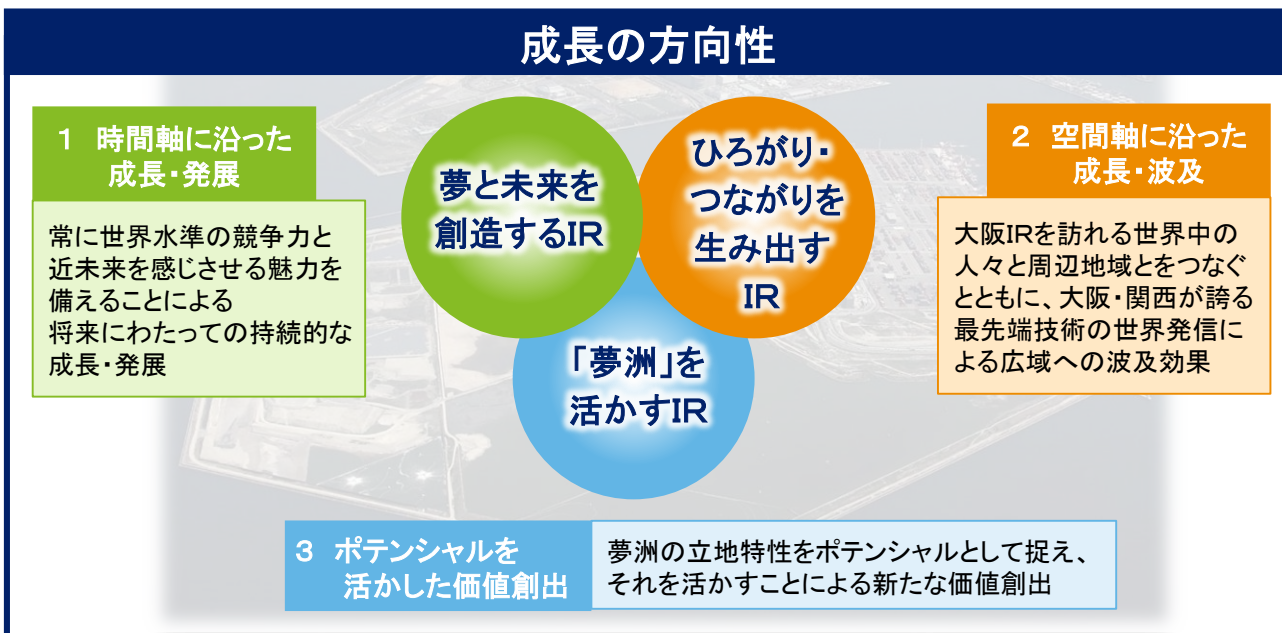 成長の方向性
1 時間軸に沿った
成長・発展
常に世界水準の競争力と
近未来を感じさせる魅力を
備えることによる
将来にわたっての持続的な
成長・発展
夢と未来を
創造するIR
ひろがり・
つながりを
生み出す
IR
「夢洲」を
活かすIR
2 空間軸に沿った
成長・波及
大阪IRを訪れる世界中の
人々と周辺地域とをつなぐ
とともに、大阪・関西が誇る
最先端技術の世界発信に
よる広域への波及効果
3 ポテンシャルを
活かした価値創出
夢洲の立地特性をポテンシャルとして捉え、
それを活かすことによる新たな価値創出